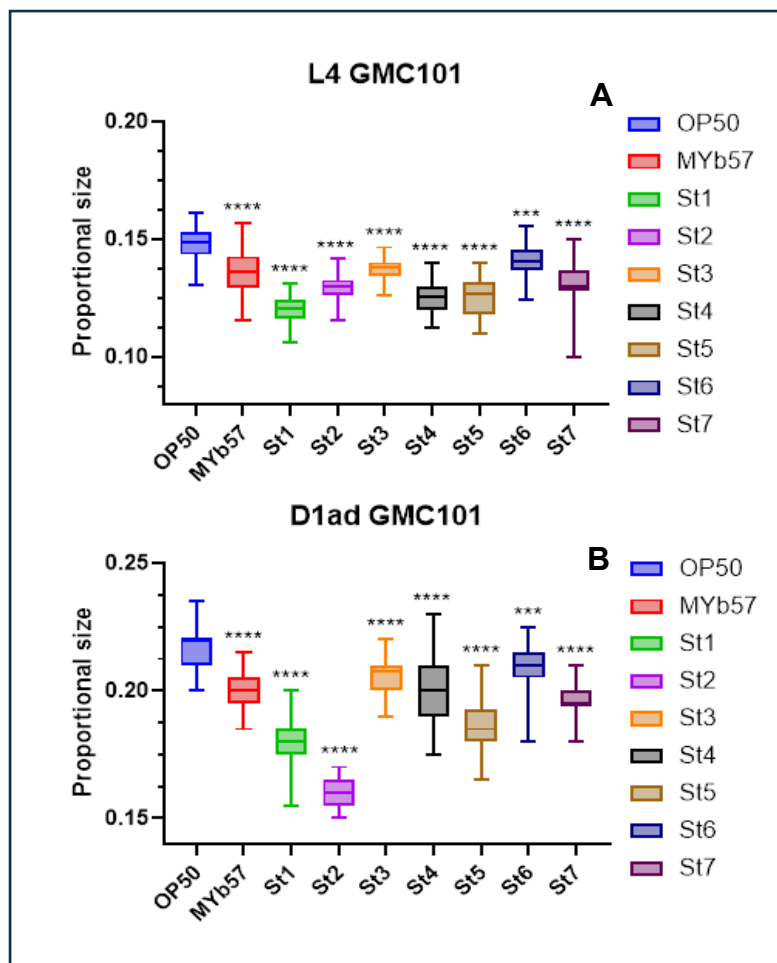 L4 GMC101
A
Proportional size
0.20
0.15
0.10
**** **** **** **** **** **** *** ****
OP50 MYb57 St1 St2 St3 St4 St5 St6 St7
OP50
MYb57
St1
St2
St3
St4
St5
St6
St7
D1ad GMC101
B
Proportional size
0.25
0.20
0.15
**** **** **** **** **** **** *** ****
OP50 MYb57 St1 St2 St3 St4 St5 St6 St7
OP50
MYb57
St1
St2
St3
St4
St5
St6
St7